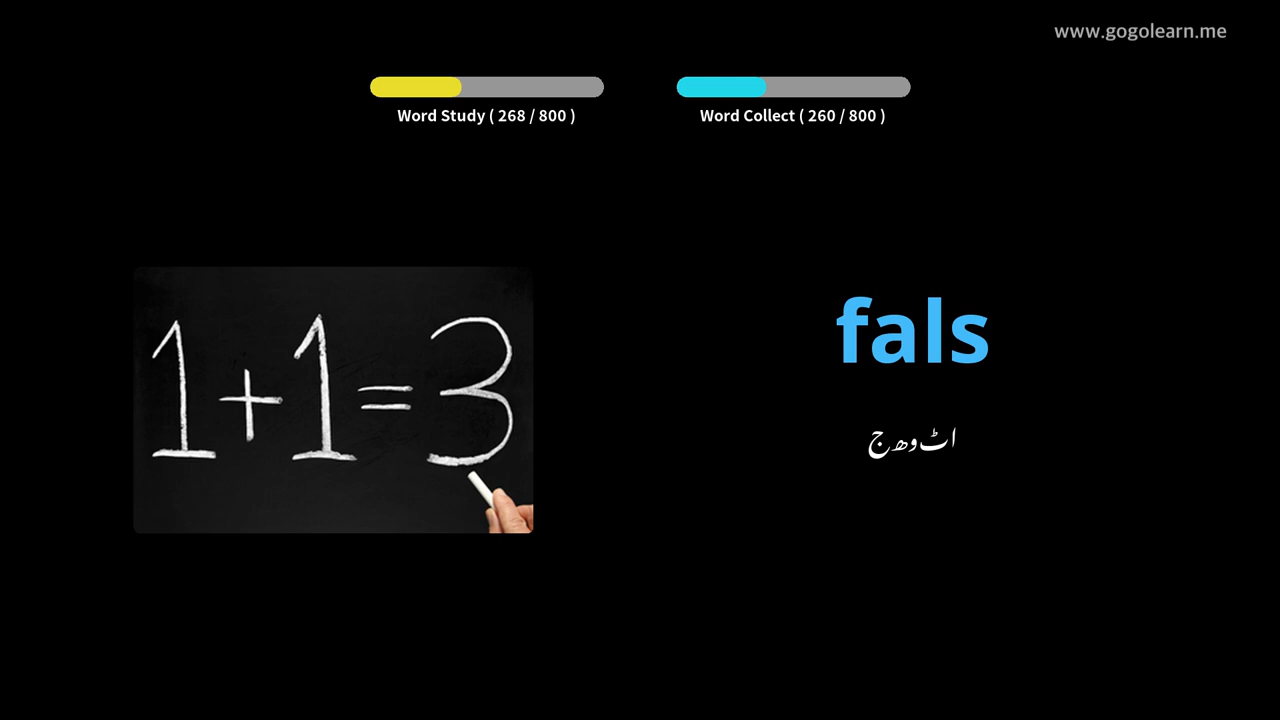 www.gogolearn.me
Word Study ( 268 / 800 )
Word Collect ( 260 / 800 )
1+1=3
fals
اٹوھج